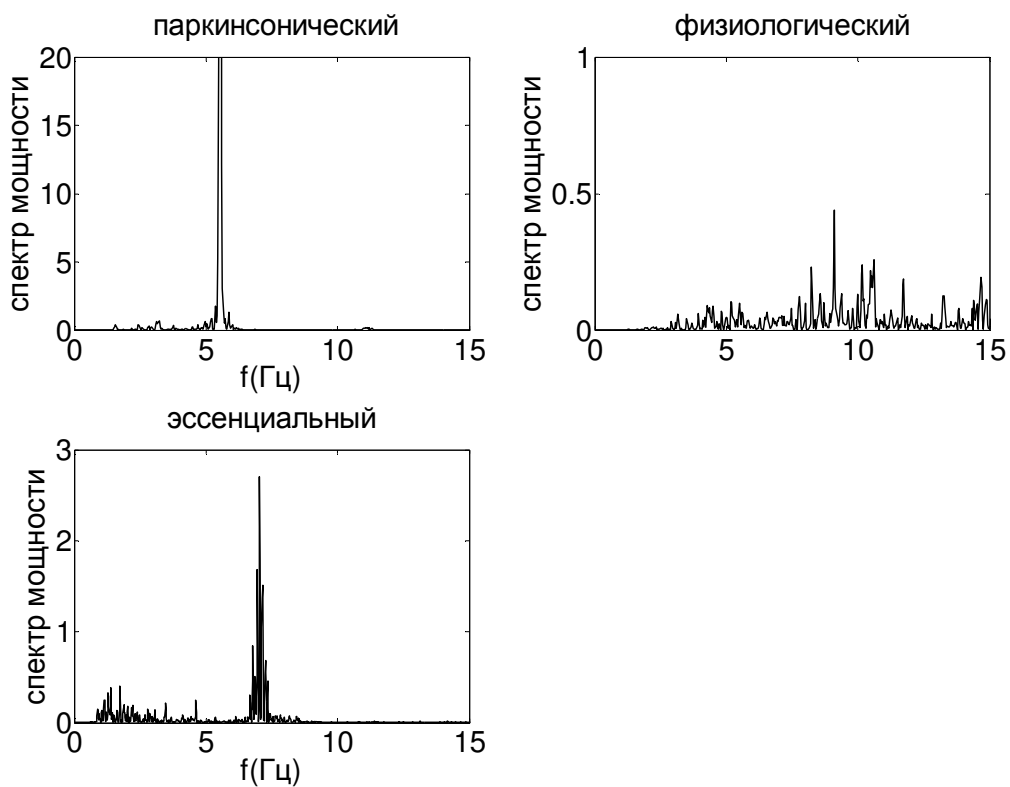 паркинсонический
спектр мощности
20
15
10
5
0
0 5 10 15
f(Гц)
физиологический
спектр мощности
1
0.5
0
0 5 10 15
эссенциальный
спектр мощности
3
2
1
0
0 5 10 15
f(Гц)